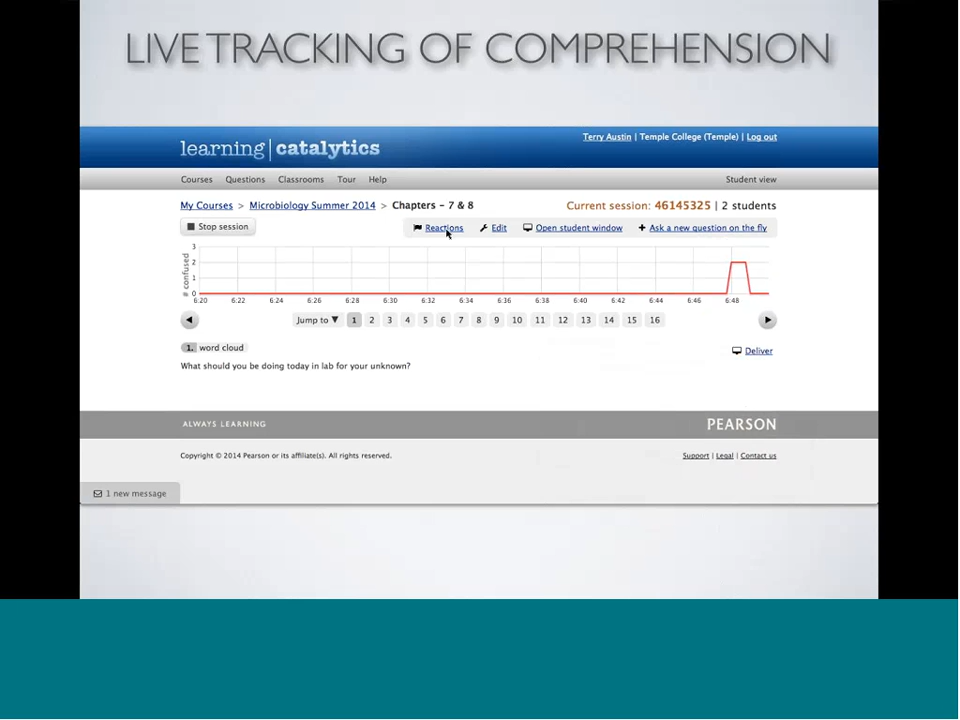 LIVE TRACKING OF COMPREHENSION
Terry Austin | Temple College (Temple) | Log out
learning | catalytics
Courses Questions Classrooms Tour Help Student view
My Courses > Microbiology Summer 2014 > Chapters - 7 & 8 Current session: 46145325 | 2 students
Stop session Reactions Edit Open student window Ask a new question on the fly
# confused
3
2
1
0
6:20 6:22 6:24 6:26 6:28 6:30 6:32 6:34 6:36 6:38 6:40 6:42 6:44 6:46 6:48
Jump to ▼ 1 2 3 4 5 6 7 8 9 10 11 12 13 14 15 16
1. word cloud Deliver
What should you be doing today in lab for your unknown?
ALWAYS LEARNING PEARSON
Copyright © 2014 Pearson or its affiliate(s). All rights reserved. Support | Legal | Contact us
1 new message